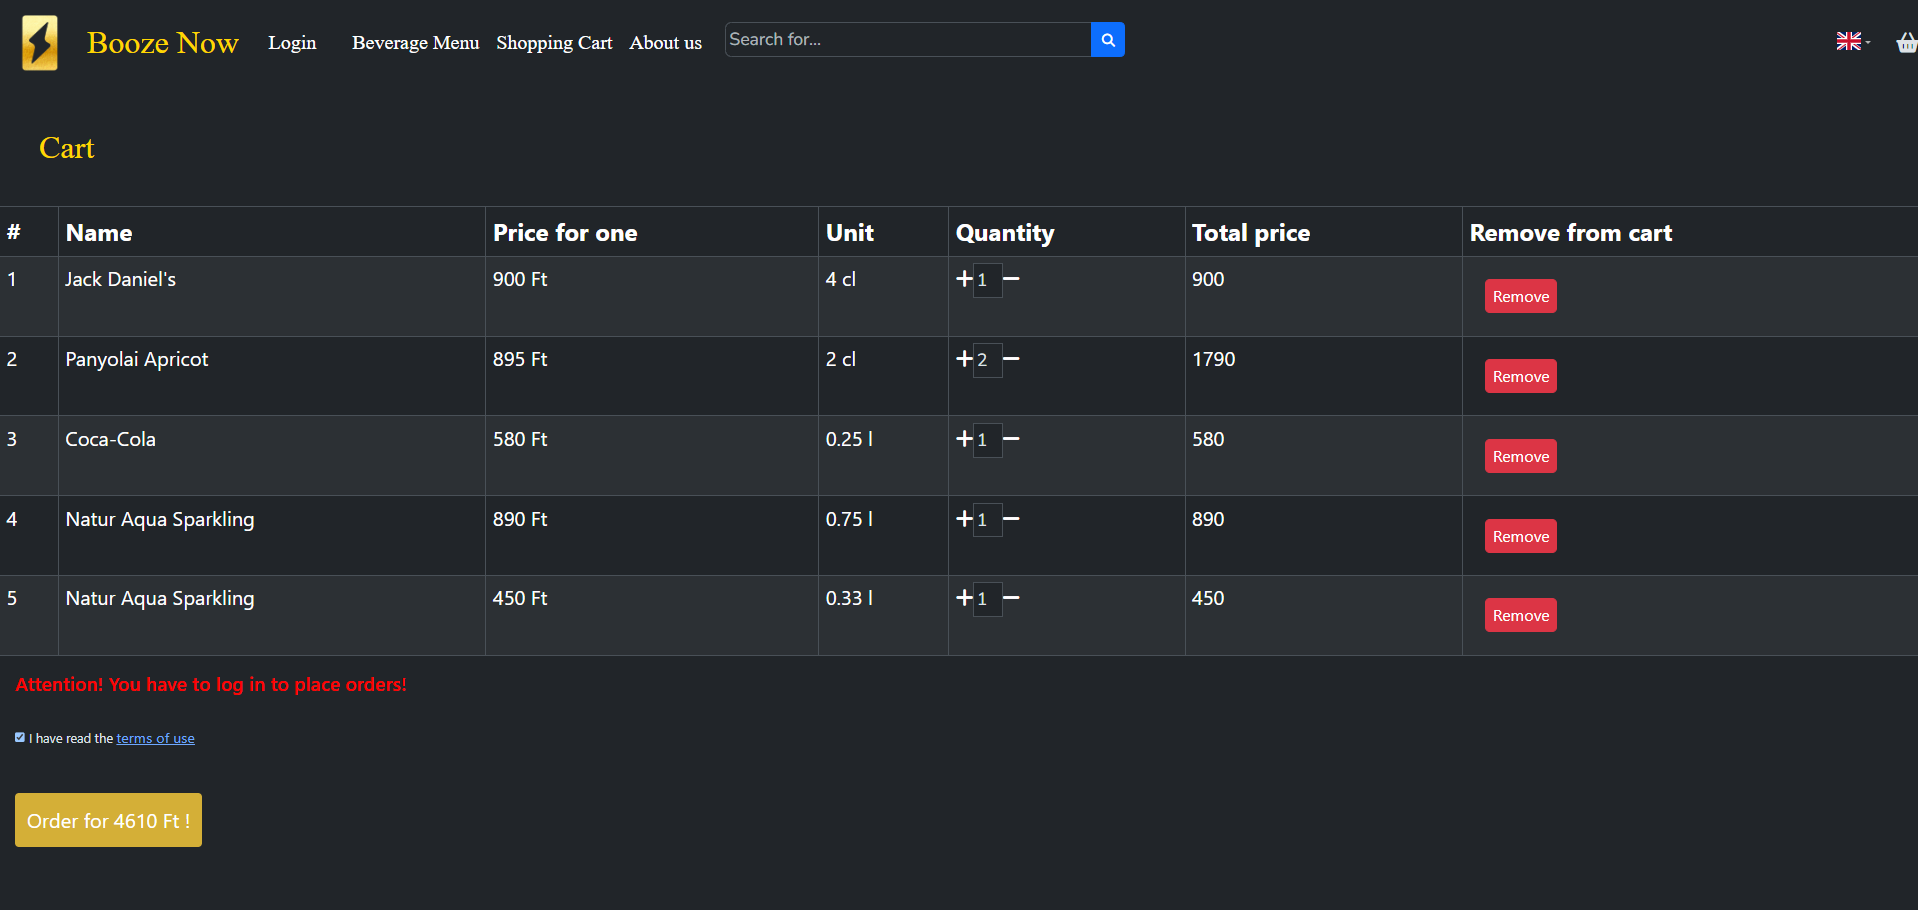 Booze Now Login Beverage Menu Shopping Cart About us Search for...
Cart
# Name Price for one Unit Quantity Total price Remove from cart
1 Jack Daniel's 900 Ft 4 cl +1− 900 Remove
2 Panyolai Apricot 895 Ft 2 cl +2− 1790 Remove
3 Coca-Cola 580 Ft 0.25 l +1− 580 Remove
4 Natur Aqua Sparkling 890 Ft 0.75 l +1− 890 Remove
5 Natur Aqua Sparkling 450 Ft 0.33 l +1− 450 Remove
Attention! You have to log in to place orders!
I have read the terms of use
Order for 4610 Ft !